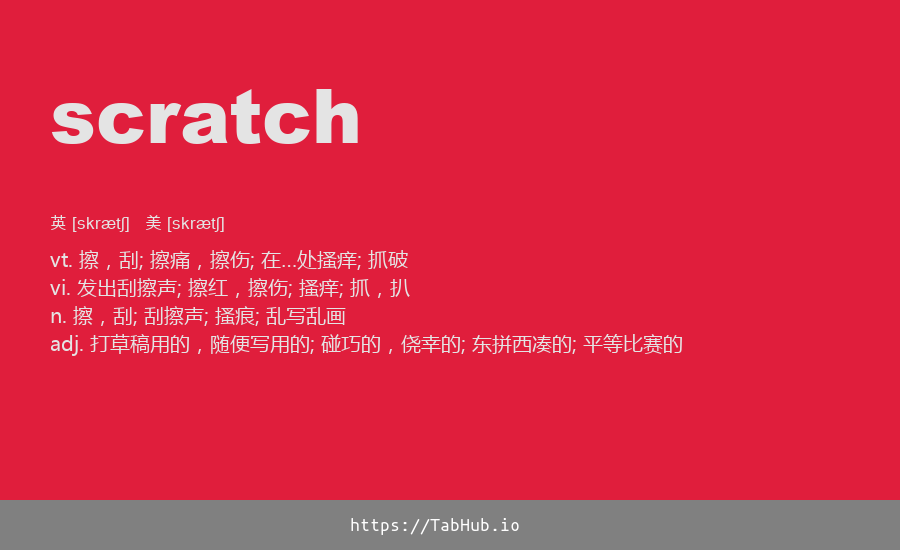 scratch
英 [skrætʃ] 美 [skrætʃ]
vt. 擦，刮; 擦痛，擦伤; 在…处搔痒; 抓破
vi. 发出刮擦声; 擦红，擦伤; 搔痒; 抓，扒
n. 擦，刮; 刮擦声; 搔痕; 乱写乱画
adj. 打草稿用的，随便写用的; 碰巧的，侥幸的; 东拼西凑的; 平等比赛的
https://TabHub.io